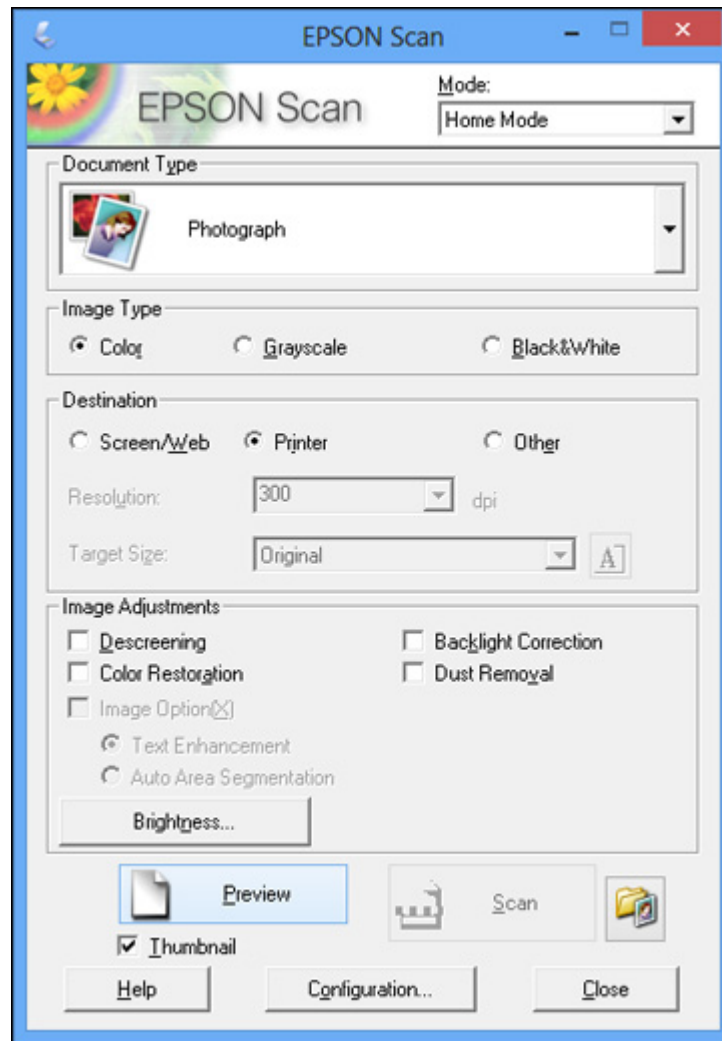 EPSON Scan
EPSON Scan
Mode:
Home Mode
Document Type
Photograph
Image Type
Color Grayscale Black&White
Destination
Screen/Web Printer Other
Resolution: 300 dpi
Target Size: Original A
Image Adjustments
Descreening Backlight Correction
Color Restoration Dust Removal
Image Option(X)
Text Enhancement
Auto Area Segmentation
Brightness...
Preview Scan
Thumbnail
Help Configuration... Close